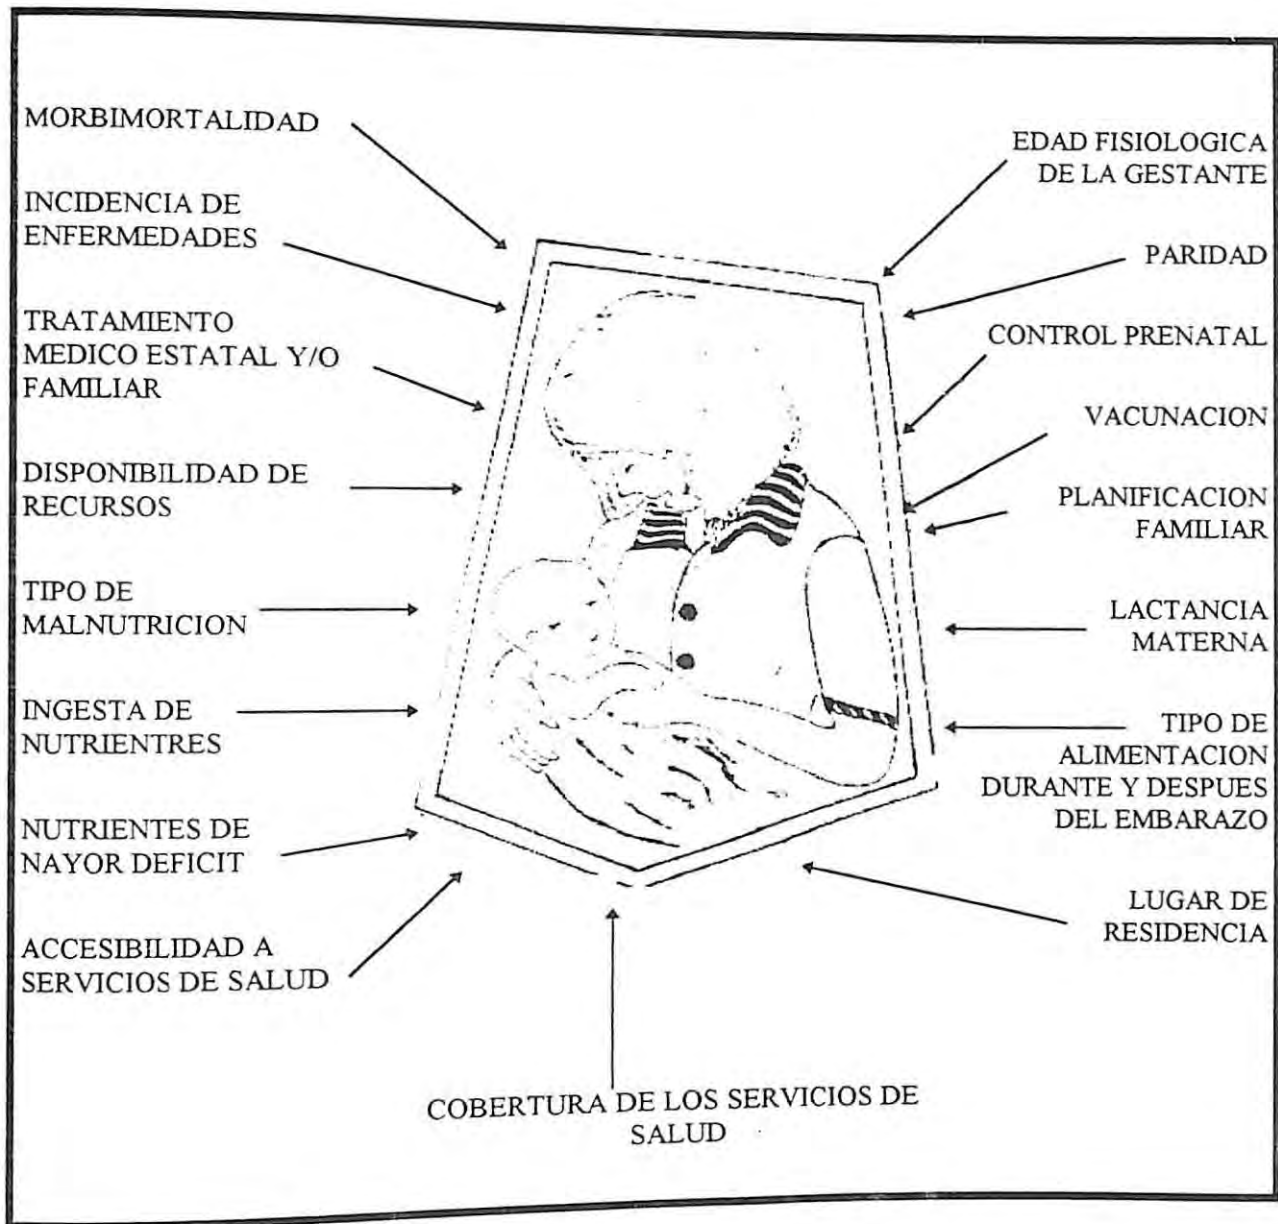 MORBIMORTALIDAD
INCIDENCIA DE
ENFERMEDADES
TRATAMIENTO
MEDICO ESTATAL Y/O
FAMILIAR
DISPONIBILIDAD DE
RECURSOS
TIPO DE
MALNUTRICION
INGESTA DE
NUTRIENTRES
NUTRIENTES DE
NAYOR DEFICIT
ACCESIBILIDAD A
SERVICIOS DE SALUD
EDAD FISIOLOGICA
DE LA GESTANTE
PARIDAD
CONTROL PRENATAL
VACUNACION
PLANIFICACION
FAMILIAR
LACTANCIA
MATERNA
TIPO DE
ALIMENTACION
DURANTE Y DESPUES
DEL EMBARAZO
LUGAR DE
RESIDENCIA
COBERTURA DE LOS SERVICIOS DE
SALUD